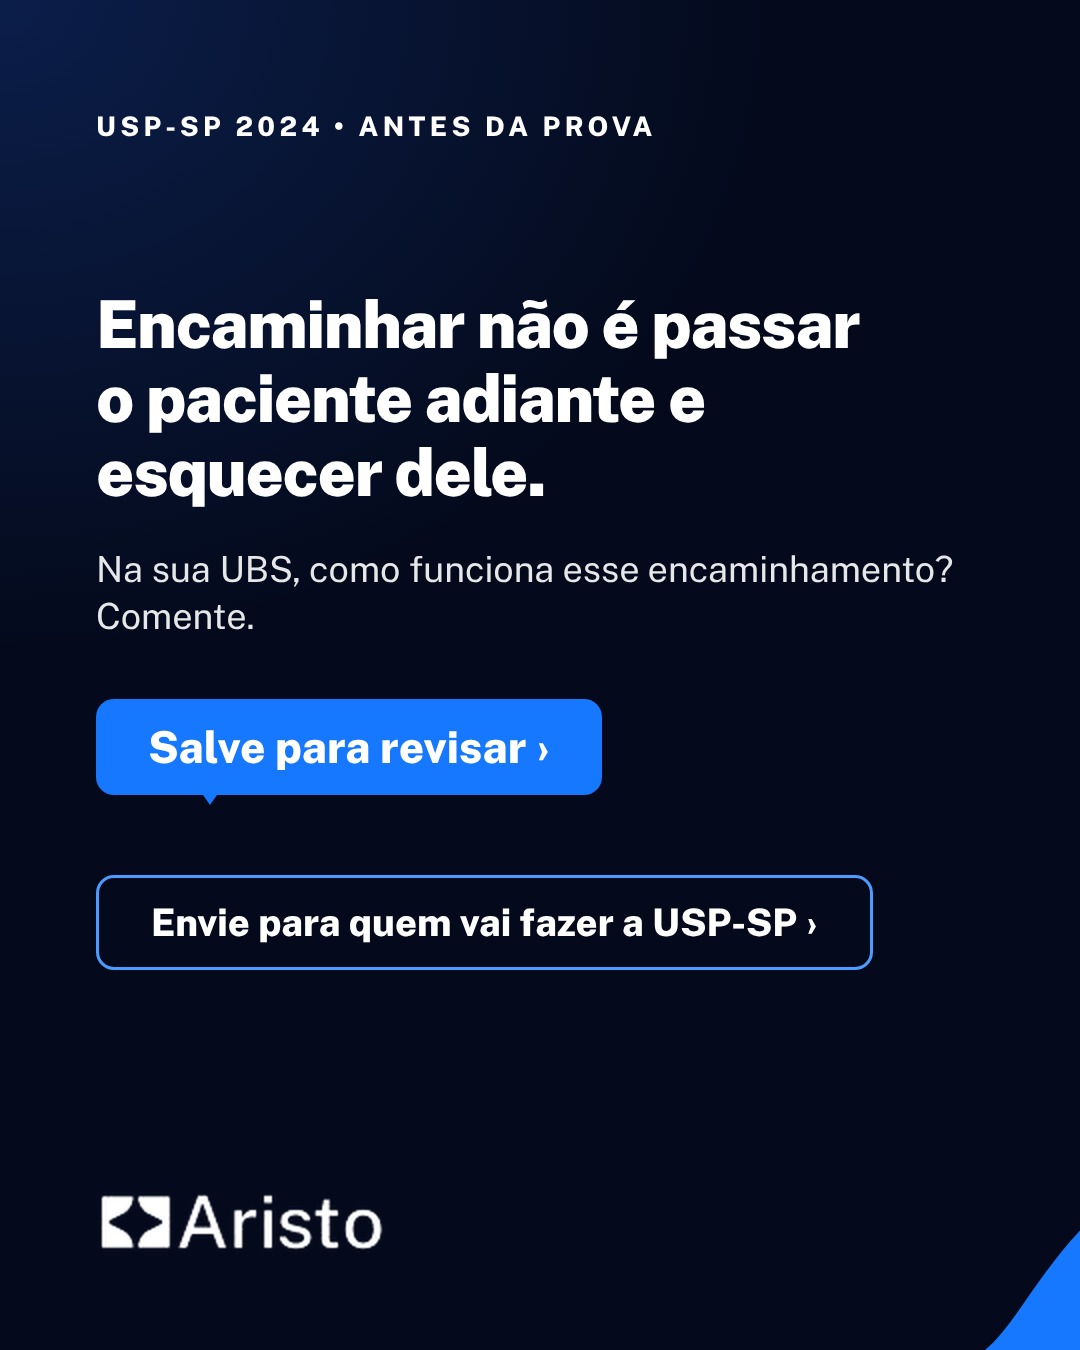 USP-SP 2024 • ANTES DA PROVA
Encaminhar não é passar
o paciente adiante e
esquecer dele.
Na sua UBS, como funciona esse encaminhamento?
Comente.
Salve para revisar ›
Envie para quem vai fazer a USP-SP ›
Aristo